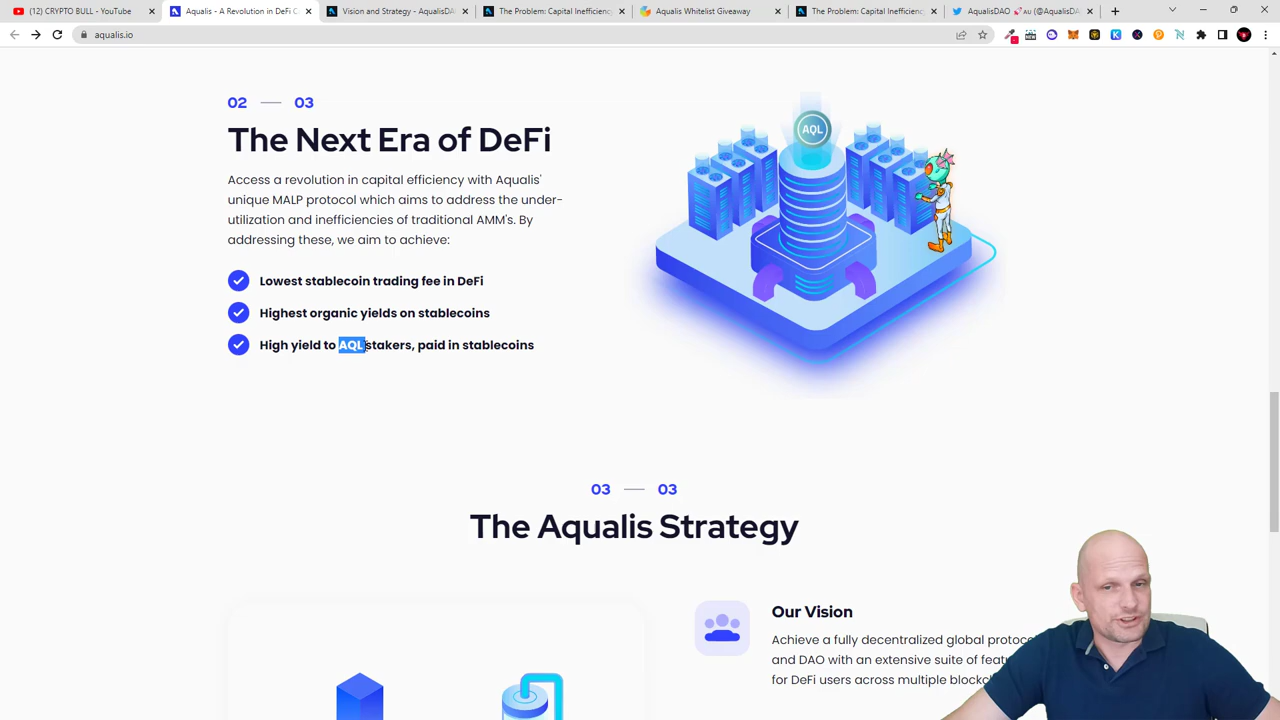 (12) CRYPTO BULL - YouTube
Aqualis - A Revolution in DeFi C
Vision and Strategy - AqualisDA
The Problem: Capital Inefficienc
Aqualis Whitelist Giveaway
The Problem: Capital Inefficienc
AqualisDAO (@AqualisDA
aqualis.io
02 — 03
The Next Era of DeFi
Access a revolution in capital efficiency with Aqualis'
unique MALP protocol which aims to address the under-
utilization and inefficiencies of traditional AMM's. By
addressing these, we aim to achieve:
Lowest stablecoin trading fee in DeFi
Highest organic yields on stablecoins
High yield to AQL stakers, paid in stablecoins
AQL
03 — 03
The Aqualis Strategy
Our Vision
Achieve a fully decentralized global protoco
and DAO with an extensive suite of featu
for DeFi users across multiple blockc